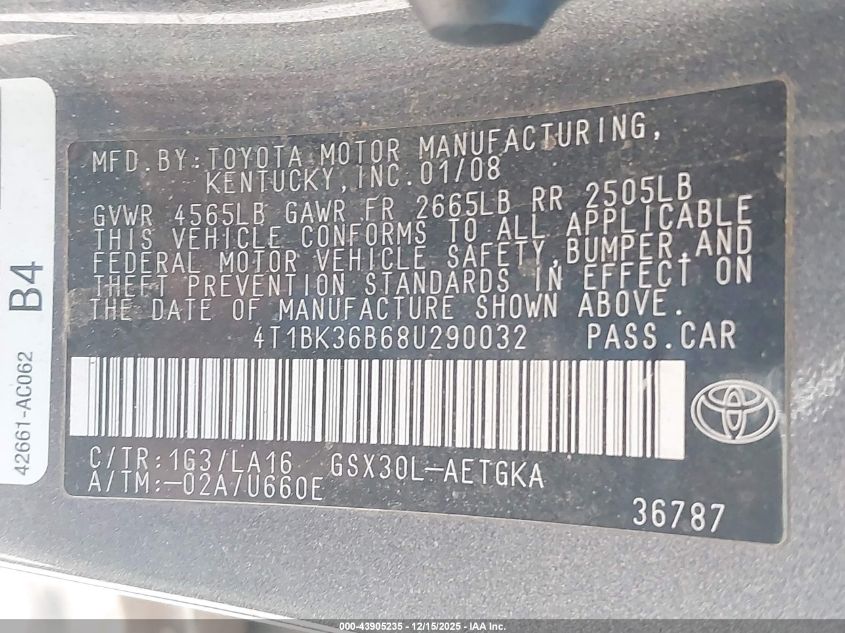 MFD.BY:TOYOTA MOTOR MANUFACTURING,
KENTUCKY,INC.01/08
GVWR 4565LB GAWR FR 2665LB RR 2505LB
THIS VEHICLE CONFORMS TO ALL APPLICABLE
FEDERAL MOTOR VEHICLE SAFETY,BUMPER,AND
THEFT PREVENTION STANDARDS IN EFFECT ON
THE DATE OF MANUFACTURE SHOWN ABOVE.
4T1BK36B68U290032 PASS.CAR
C/TR:1G3/LA16 GSX30L-AETGKA
A/TM:-02A/U660E
36787
B4
42661-AC062
000-43905235 - 12/15/2025 - IAA Inc.